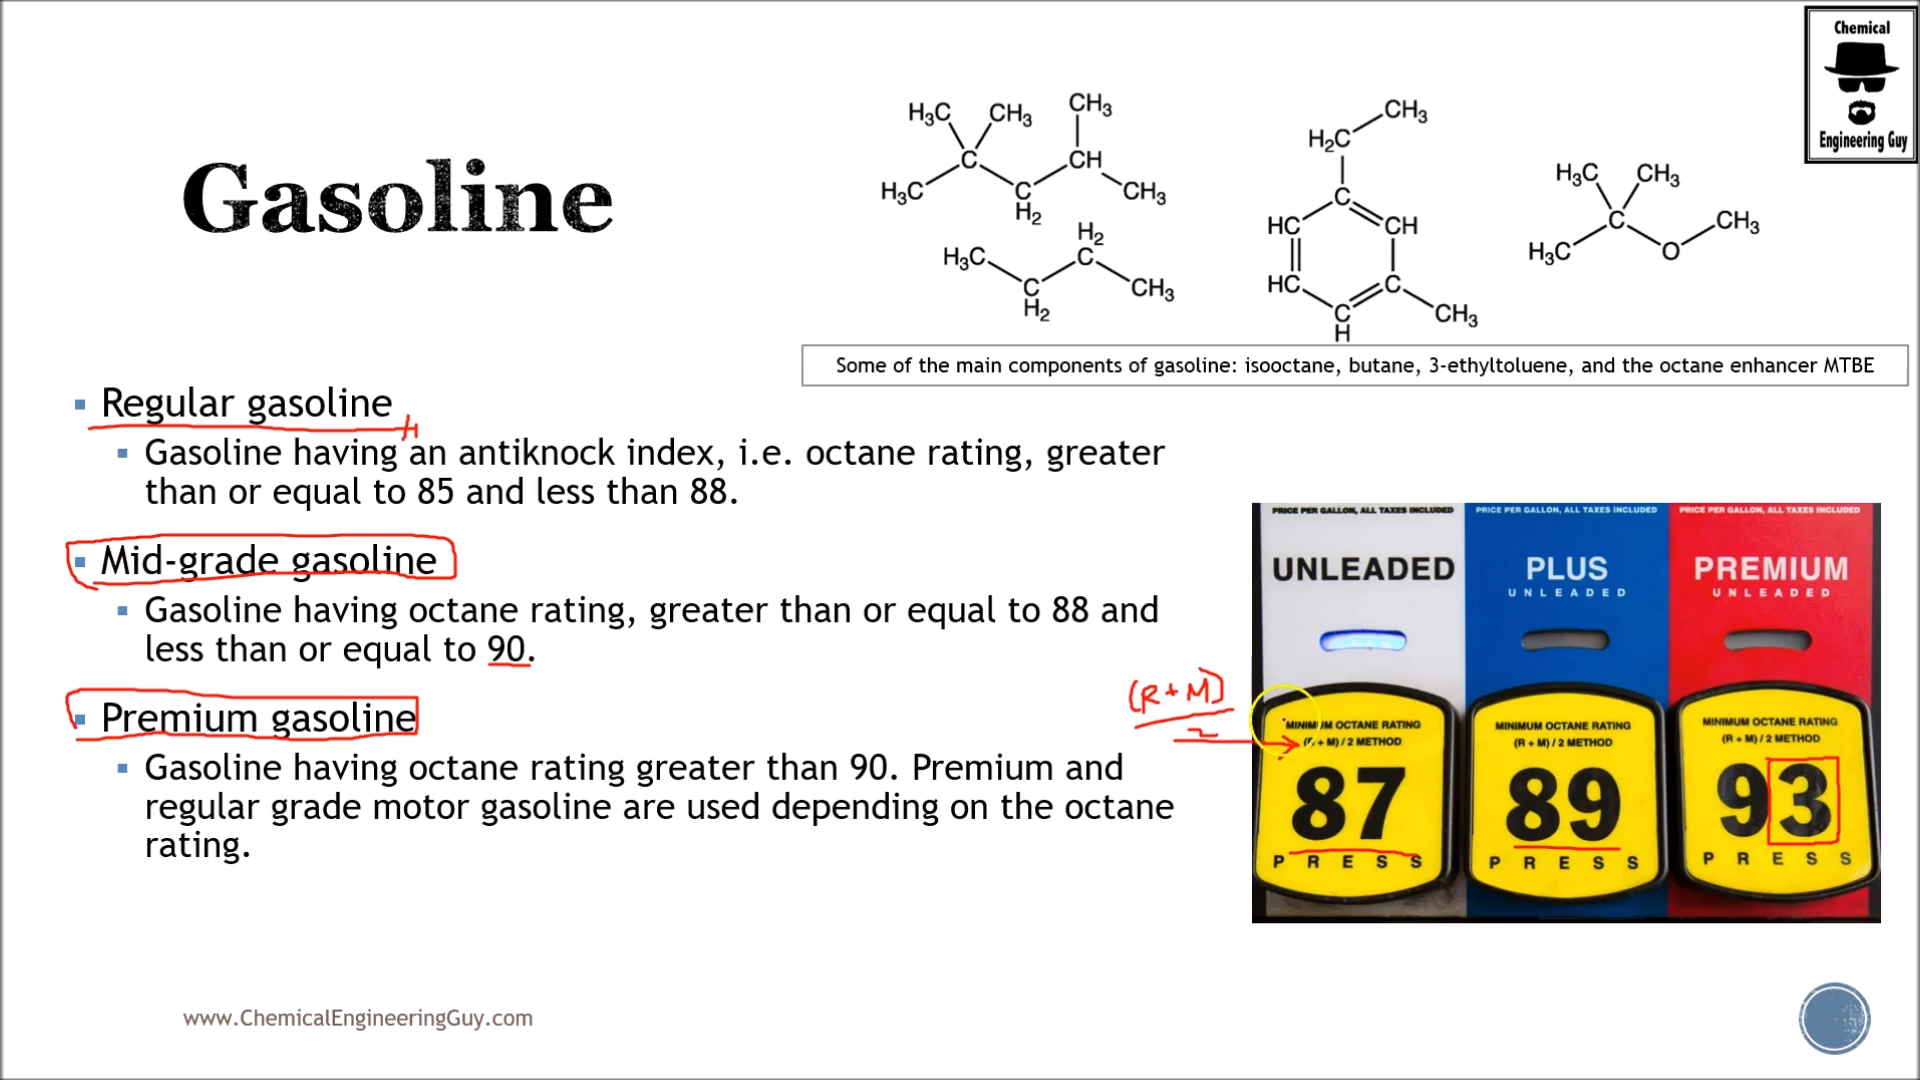 Chemical
Engineering Guy
Gasoline
H₃C CH₃ CH₃
C CH
H₃C C CH₃
H₂
H₂
H₃C C
C CH₃
H₂
CH₃
H₂C
C
HC CH
HC C
C CH₃
H
H₃C CH₃
C CH₃
H₃C O
Some of the main components of gasoline: isooctane, butane, 3-ethyltoluene, and the octane enhancer MTBE
▪ Regular gasoline
▪ Gasoline having an antiknock index, i.e. octane rating, greater
than or equal to 85 and less than 88.
▪ Mid-grade gasoline
▪ Gasoline having octane rating, greater than or equal to 88 and
less than or equal to 90.
▪ Premium gasoline
▪ Gasoline having octane rating greater than 90. Premium and
regular grade motor gasoline are used depending on the octane
rating.
(R+M)
2
PRICE PER GALLON, ALL TAXES INCLUDED
UNLEADED
MINIMUM OCTANE RATING
(R + M) / 2 METHOD
87
PRESS
PRICE PER GALLON, ALL TAXES INCLUDED
PLUS
UNLEADED
MINIMUM OCTANE RATING
(R + M) / 2 METHOD
89
PRESS
PRICE PER GALLON, ALL TAXES INCLUDED
PREMIUM
UNLEADED
MINIMUM OCTANE RATING
(R + M) / 2 METHOD
93
PRESS
www.ChemicalEngineeringGuy.com